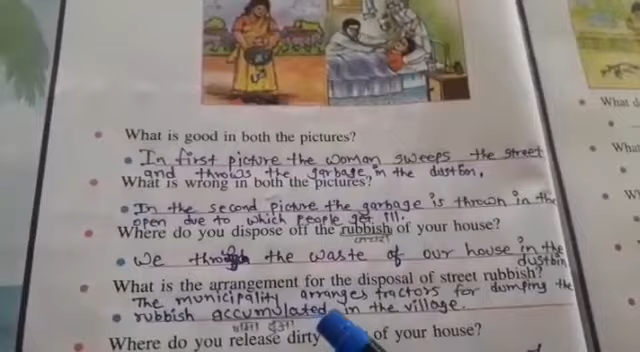 What is good in both the pictures?
In first picture the woman sweeps the street
and throws the garbage in the dustbin.
What is wrong in both the pictures?
In the second picture the garbage is thrown in the
open due to which people get ill.
Where do you dispose off the rubbish of your house?
कचरा
We through the waste of our house in the
dustbin
What is the arrangement for the disposal of street rubbish?
The municipality arranges tractors for dumping the
rubbish accumulated in the village.
जमा हुआ
Where do you release dirty of your house?
What d
What
W